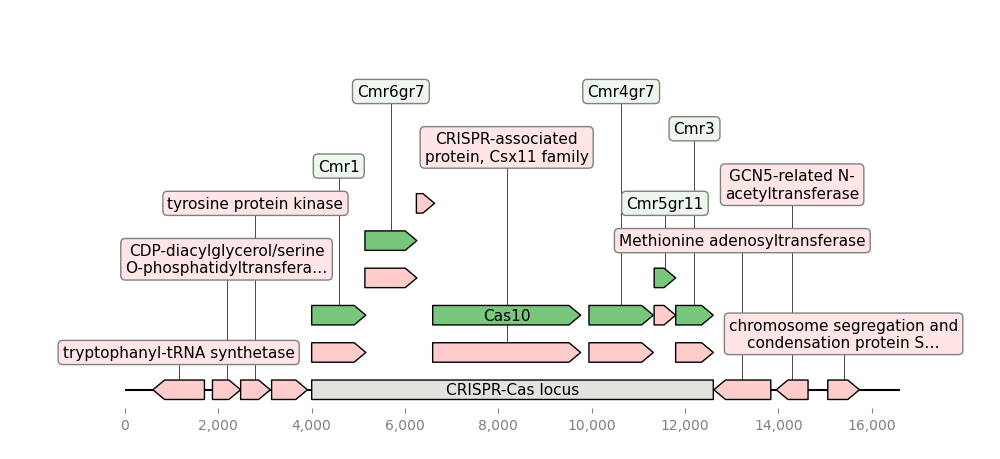 Cmr6gr7
Cmr4gr7
Cmr3
CRISPR-associated
protein, Csx11 family
Cmr1
GCN5-related N-
acetyltransferase
tyrosine protein kinase
Cmr5gr11
Methionine adenosyltransferase
CDP-diacylglycerol/serine
O-phosphatidyltransfera...
Cas10
chromosome segregation and
condensation protein S...
tryptophanyl-tRNA synthetase
CRISPR-Cas locus
0 2,000 4,000 6,000 8,000 10,000 12,000 14,000 16,000